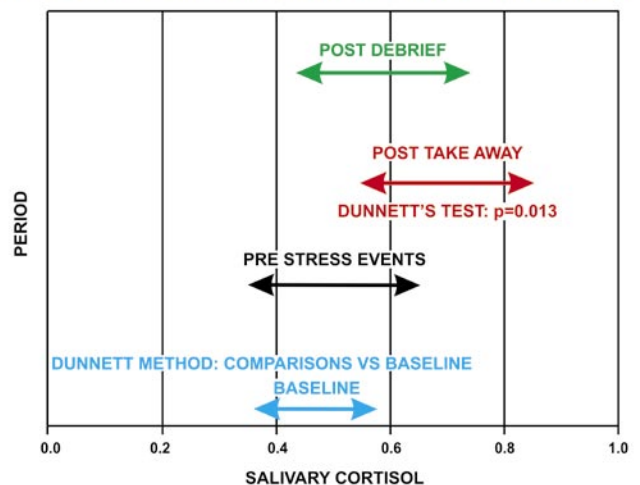 POST DEBRIEF
POST TAKE AWAY
DUNNETT'S TEST: p=0.013
PERIOD
PRE STRESS EVENTS
DUNNETT METHOD: COMPARISONS VS BASELINE
BASELINE
0.0 0.2 0.4 0.6 0.8 1.0
SALIVARY CORTISOL